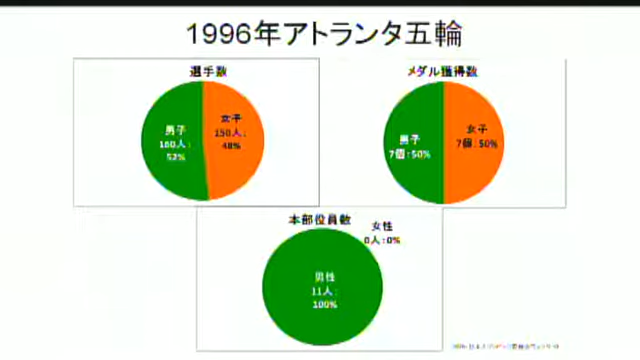 1996年アトランタ五輪
選手数
男子
160人:
52%
女子
150人:
48%
メダル獲得数
男子
7個:50%
女子
7個:50%
本部役員数
女性
0人:0%
男性
11人:
100%